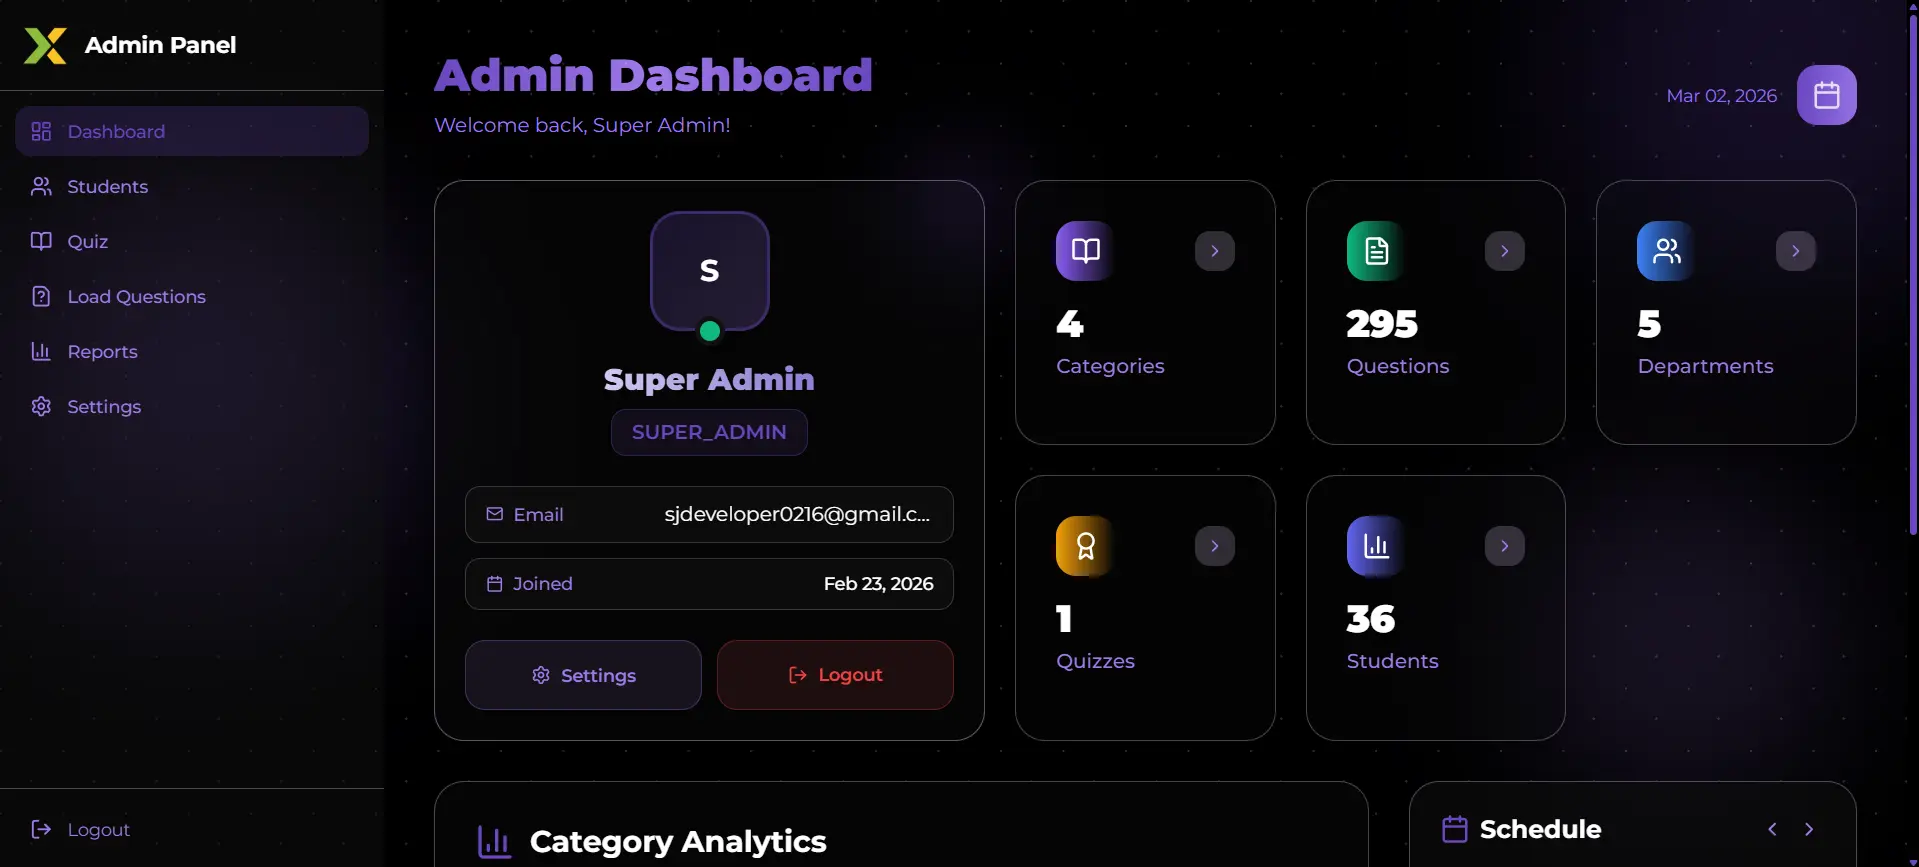 Admin Panel
Dashboard
Students
Quiz
Load Questions
Reports
Settings
Logout
Admin Dashboard
Welcome back, Super Admin!
Mar 02, 2026
S
Super Admin
SUPER_ADMIN
Email sjdeveloper0216@gmail.c...
Joined Feb 23, 2026
Settings
Logout
4
Categories
295
Questions
5
Departments
1
Quizzes
36
Students
Category Analytics
Schedule